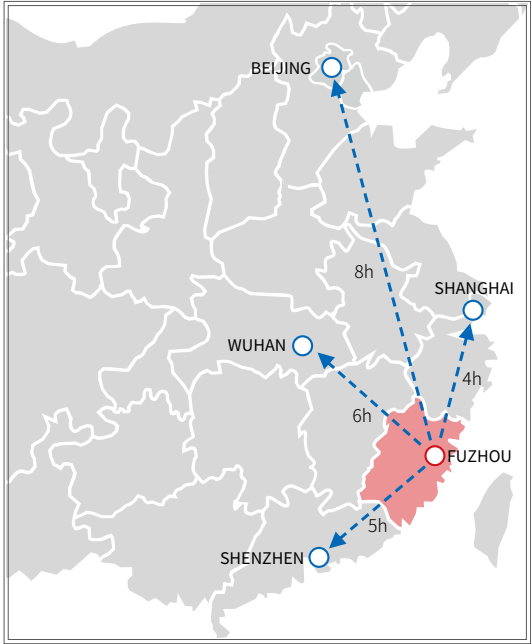 BEIJING
8h
SHANGHAI
WUHAN
4h
6h
FUZHOU
5h
SHENZHEN